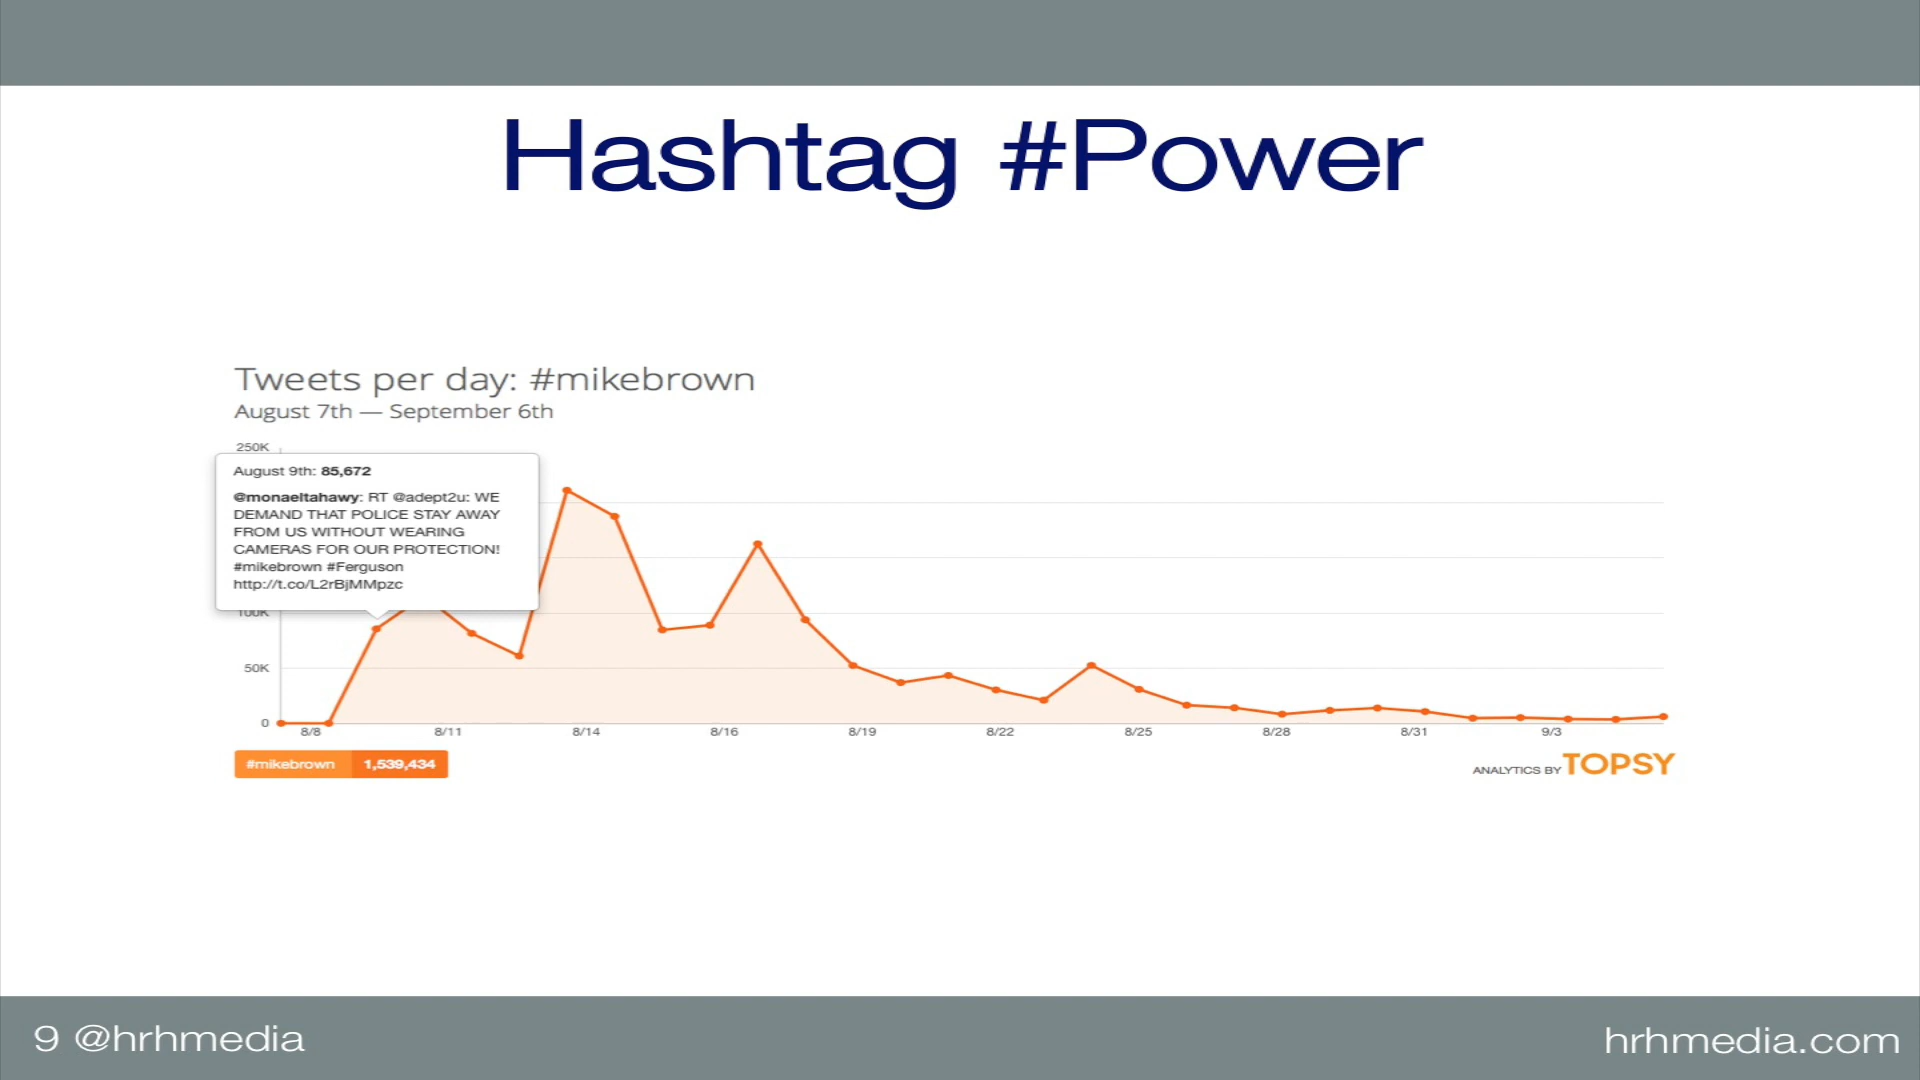 Hashtag #Power
Tweets per day: #mikebrown
August 7th — September 6th
250K
August 9th: 85,672
@monaeltahawy: RT @adept2u: WE
DEMAND THAT POLICE STAY AWAY
FROM US WITHOUT WEARING
CAMERAS FOR OUR PROTECTION!
#mikebrown #Ferguson
http://t.co/L2rBjMMpzc
100K
50K
0
8/8 8/11 8/14 8/16 8/19 8/22 8/25 8/28 8/31 9/3
#mikebrown 1,539,434
ANALYTICS BY TOPSY
9 @hrhmedia
hrhmedia.com